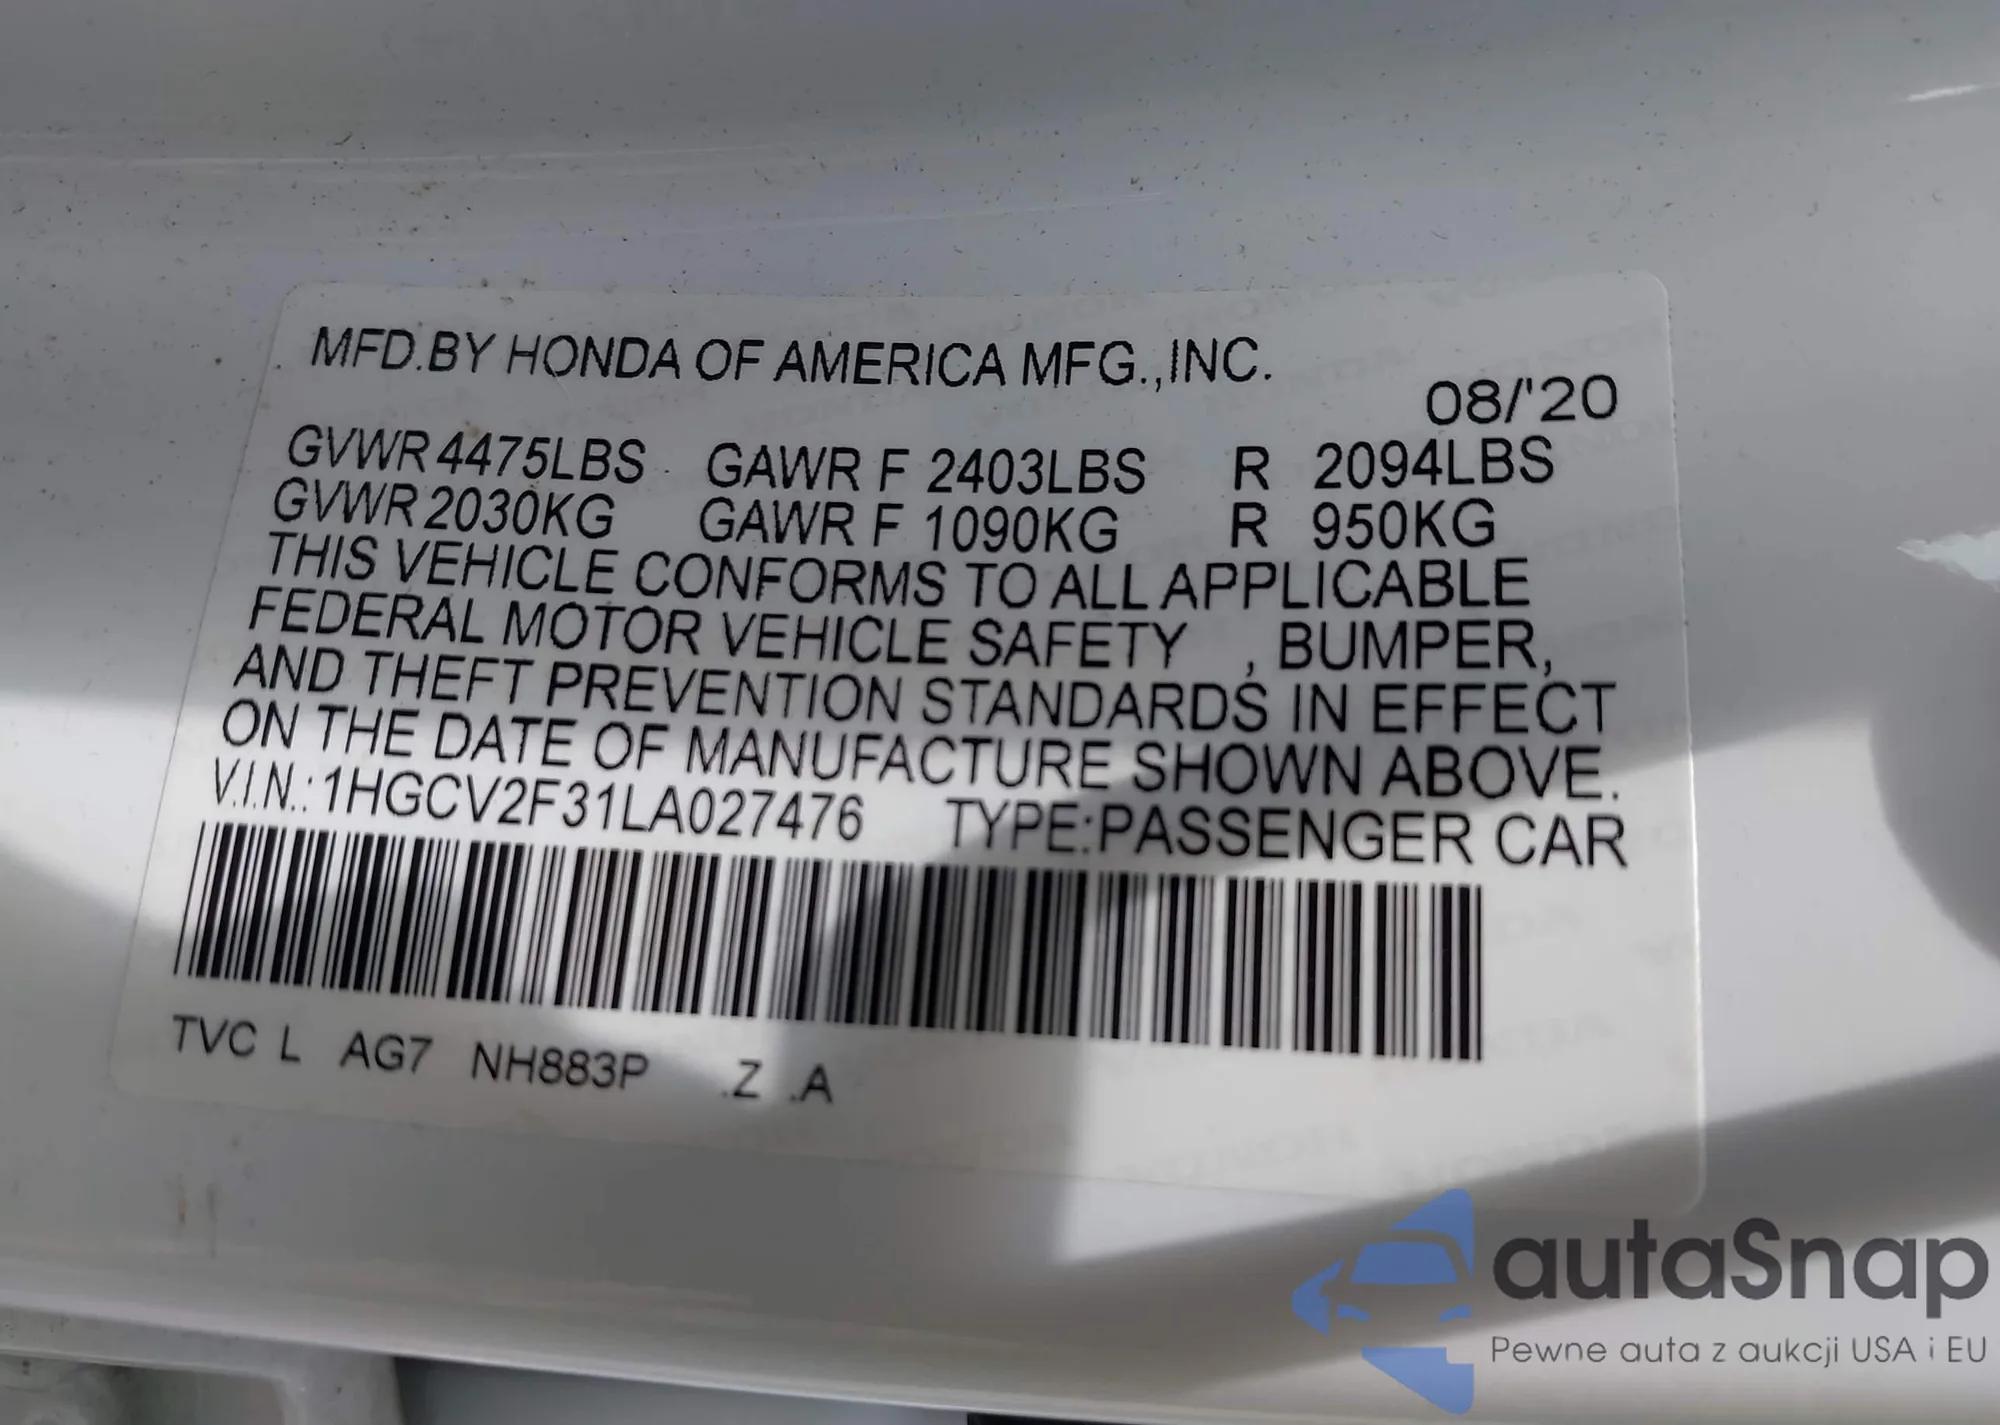 MFD.BY HONDA OF AMERICA MFG.,INC.
08/'20
GVWR 4475LBS GAWR F 2403LBS R 2094LBS
GVWR 2030KG GAWR F 1090KG R 950KG
THIS VEHICLE CONFORMS TO ALL APPLICABLE
FEDERAL MOTOR VEHICLE SAFETY , BUMPER,
AND THEFT PREVENTION STANDARDS IN EFFECT
ON THE DATE OF MANUFACTURE SHOWN ABOVE.
V.I.N.: 1HGCV2F31LA027476 TYPE:PASSENGER CAR
TVC L AG7 NH883P .Z .A
autaSnap
Pewne auta z aukcji USA i EU